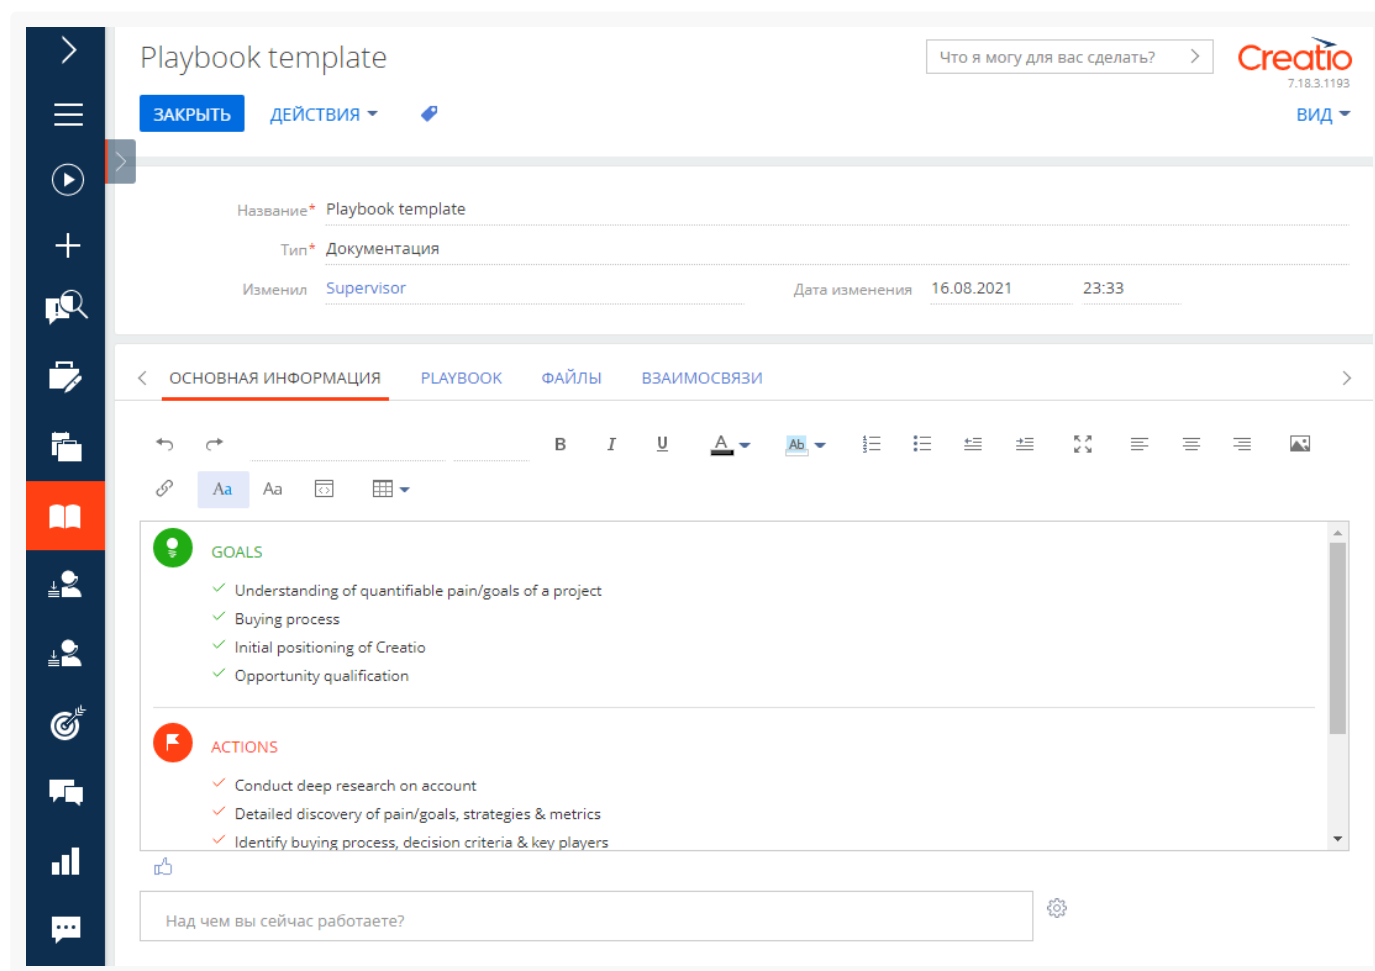 Playbook template
Что я могу для вас сделать?
Creatio
7.18.3.1193
ЗАКРЫТЬ
ДЕЙСТВИЯ
ВИД
Название* Playbook template
Тип* Документация
Изменил Supervisor
Дата изменения 16.08.2021 23:33
ОСНОВНАЯ ИНФОРМАЦИЯ PLAYBOOK ФАЙЛЫ ВЗАИМОСВЯЗИ
B I U A Ab
Aa Aa
GOALS
Understanding of quantifiable pain/goals of a project
Buying process
Initial positioning of Creatio
Opportunity qualification
ACTIONS
Conduct deep research on account
Detailed discovery of pain/goals, strategies & metrics
Identify buying process, decision criteria & key players
Над чем вы сейчас работаете?